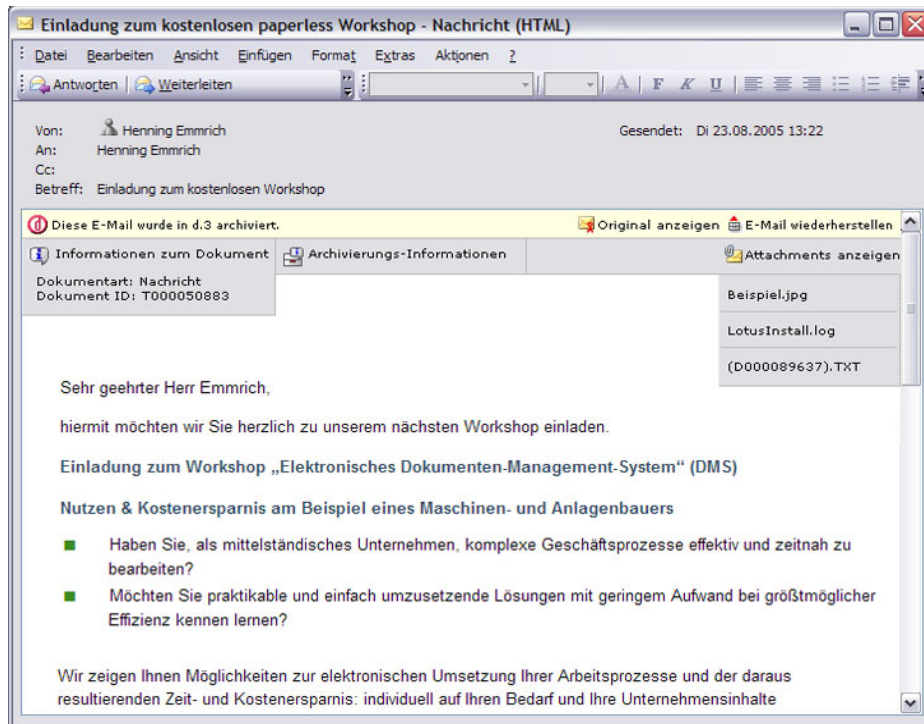 Einladung zum kostenlosen paperless Workshop - Nachricht (HTML)
Datei Bearbeiten Ansicht Einfügen Format Extras Aktionen ?
Antworten Weiterleiten A F K U
Von: Henning Emmrich Gesendet: Di 23.08.2005 13:22
An: Henning Emmrich
Cc:
Betreff: Einladung zum kostenlosen Workshop
Diese E-Mail wurde in d.3 archiviert. Original anzeigen E-Mail wiederherstellen
Informationen zum Dokument Archivierungs-Informationen Attachments anzeigen
Dokumentart: Nachricht
Dokument ID: T000050883
Beispiel.jpg
LotusInstall.log
(D000089637).TXT
Sehr geehrter Herr Emmrich,
hiermit möchten wir Sie herzlich zu unserem nächsten Workshop einladen.
Einladung zum Workshop „Elektronisches Dokumenten-Management-System“ (DMS)
Nutzen & Kostenersparnis am Beispiel eines Maschinen- und Anlagenbauers
Haben Sie, als mittelständisches Unternehmen, komplexe Geschäftsprozesse effektiv und zeitnah zu
bearbeiten?
Möchten Sie praktikable und einfach umzusetzende Lösungen mit geringem Aufwand bei größtmöglicher
Effizienz kennen lernen?
Wir zeigen Ihnen Möglichkeiten zur elektronischen Umsetzung Ihrer Arbeitsprozesse und der daraus
resultierenden Zeit- und Kostenersparnis: individuell auf Ihren Bedarf und Ihre Unternehmensinhalte